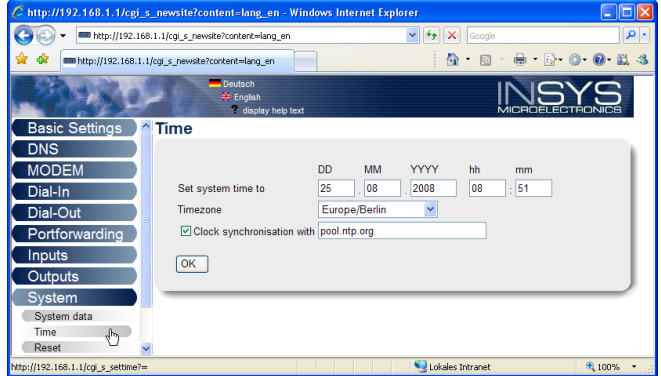 http://192.168.1.1/cgi_s_newsite?content=lang_en - Windows Internet Explorer
http://192.168.1.1/cgi_s_newsite?content=lang_en
Google
http://192.168.1.1/cgi_s_newsite?content=lang_en
Deutsch
English
? display help text
INSYS
MICROELECTRONICS
Basic Settings
DNS
MODEM
Dial-In
Dial-Out
Portforwarding
Inputs
Outputs
System
System data
Time
Reset
Time
DD MM YYYY hh mm
Set system time to 25 . 08 . 2008 08 : 51
Timezone Europe/Berlin
Clock synchronisation with pool.ntp.org
OK
http://192.168.1.1/cgi_s_settime?= Lokales Intranet 100%